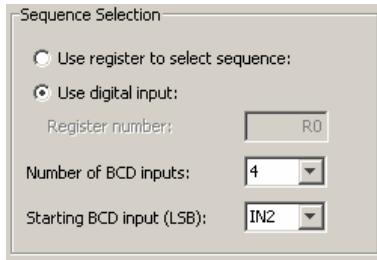 Sequence Selection
Use register to select sequence:
Use digital input:
Register number: R0
Number of BCD inputs: 4
Starting BCD input (LSB): IN2